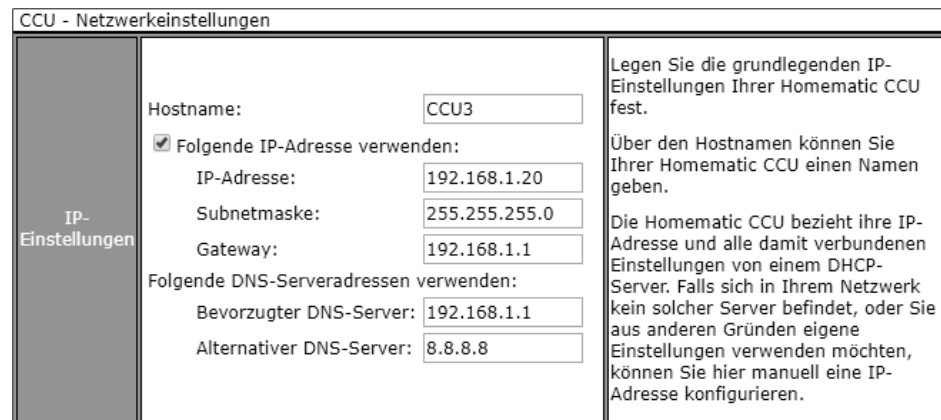 CCU - Netzwerkeinstellungen
IP-
Einstellungen
Hostname: CCU3
Folgende IP-Adresse verwenden:
IP-Adresse: 192.168.1.20
Subnetmaske: 255.255.255.0
Gateway: 192.168.1.1
Folgende DNS-Serveradressen verwenden:
Bevorzugter DNS-Server: 192.168.1.1
Alternativer DNS-Server: 8.8.8.8
Legen Sie die grundlegenden IP-
Einstellungen Ihrer Homematic CCU
fest.
Über den Hostnamen können Sie
Ihrer Homematic CCU einen Namen
geben.
Die Homematic CCU bezieht ihre IP-
Adresse und alle damit verbundenen
Einstellungen von einem DHCP-
Server. Falls sich in Ihrem Netzwerk
kein solcher Server befindet, oder Sie
aus anderen Gründen eigene
Einstellungen verwenden möchten,
können Sie hier manuell eine IP-
Adresse konfigurieren.